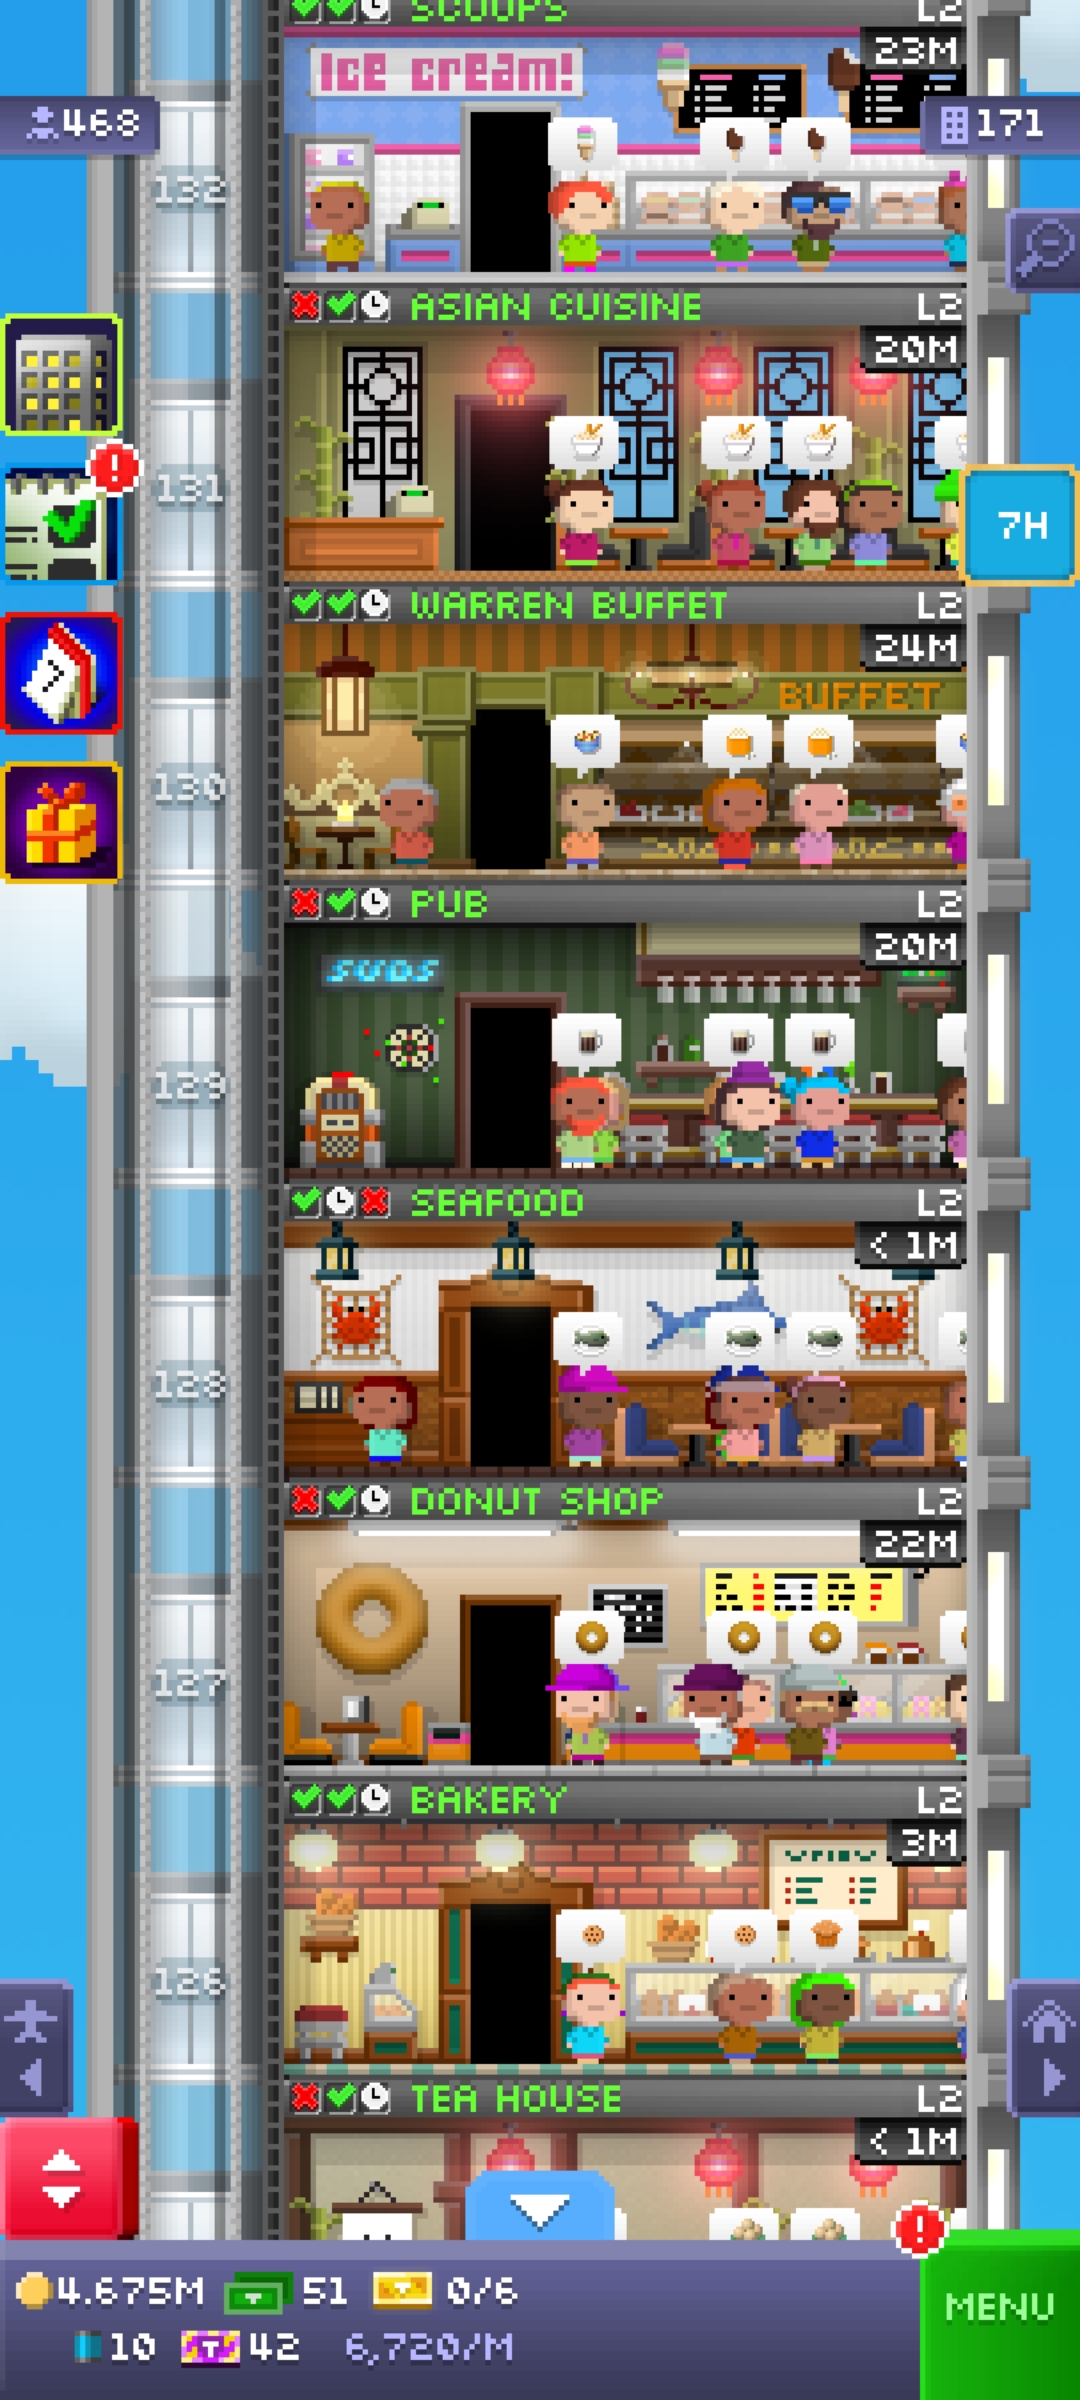 SCOOPS L2
23M
Ice cream!
468
171
132
ASIAN CUISINE L2
20M
131
7H
WARREN BUFFET L2
24M
BUFFET
130
PUB L2
20M
SUDS
129
SEAFOOD L2
< 1M
128
DONUT SHOP L2
22M
127
BAKERY L2
3M
126
TEA HOUSE L2
< 1M
4.675M 51 0/6
10 T 42 6,720/M
MENU